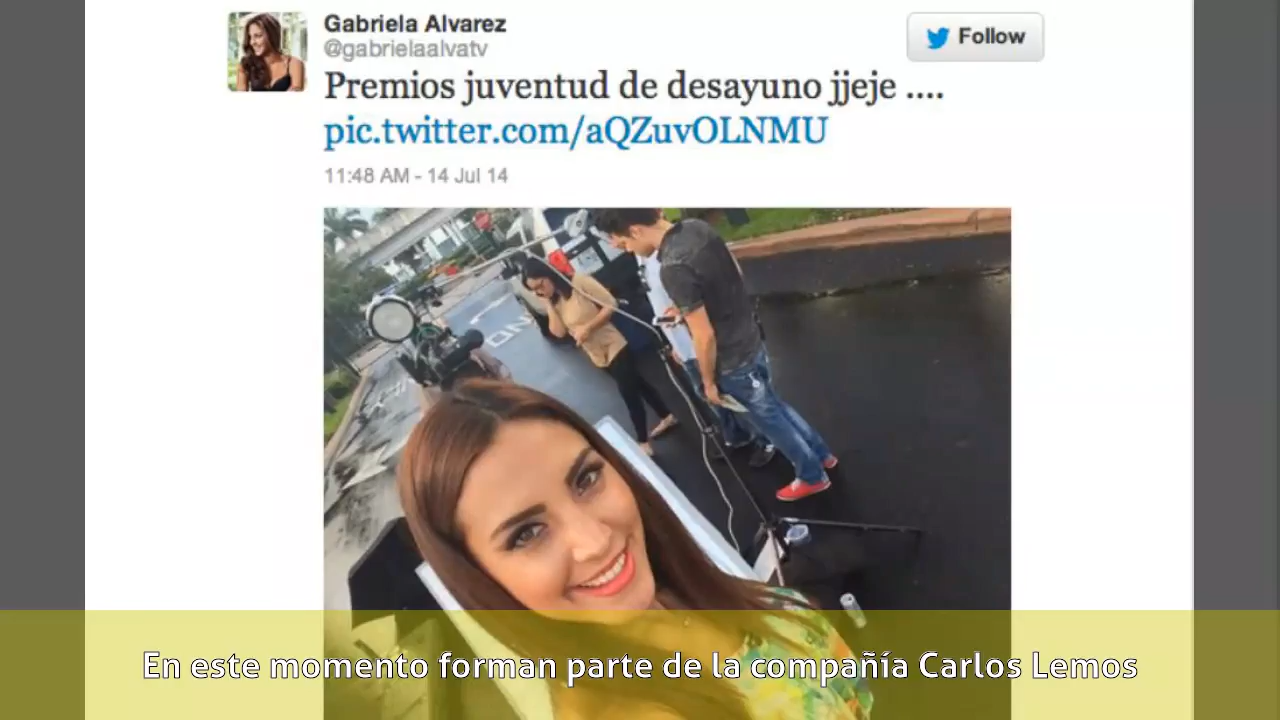 Gabriela Alvarez
@gabrielaalvatv
Follow
Premios juventud de desayuno jjeje ....
pic.twitter.com/aQZuvOLNMU
11:48 AM - 14 Jul 14
En este momento forman parte de la compañía Carlos Lemos